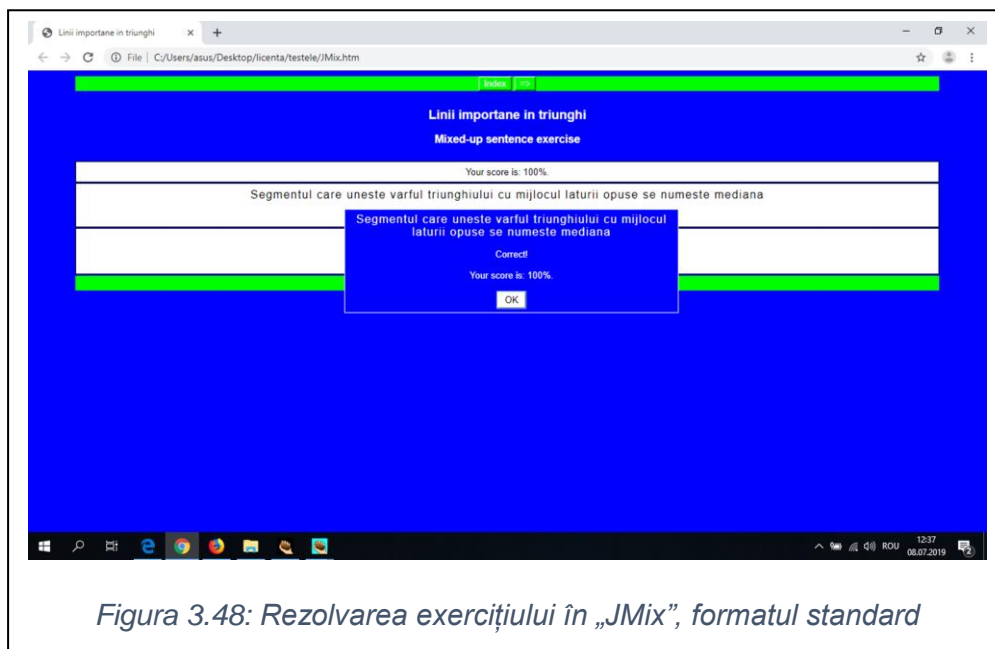 Linii importane in triunghi
File | C:/Users/asus/Desktop/licenta/testele/JMix.htm
Index =>
Linii importane in triunghi
Mixed-up sentence exercise
Your score is: 100%.
Segmentul care uneste varful triunghiului cu mijlocul laturii opuse se numeste mediana
Segmentul care uneste varful triunghiului cu mijlocul
laturii opuse se numeste mediana
Correct!
Your score is: 100%.
OK
ROU
12:37
08.07.2019
2
Figura 3.48: Rezolvarea exercițiului în „JMix”, formatul standard